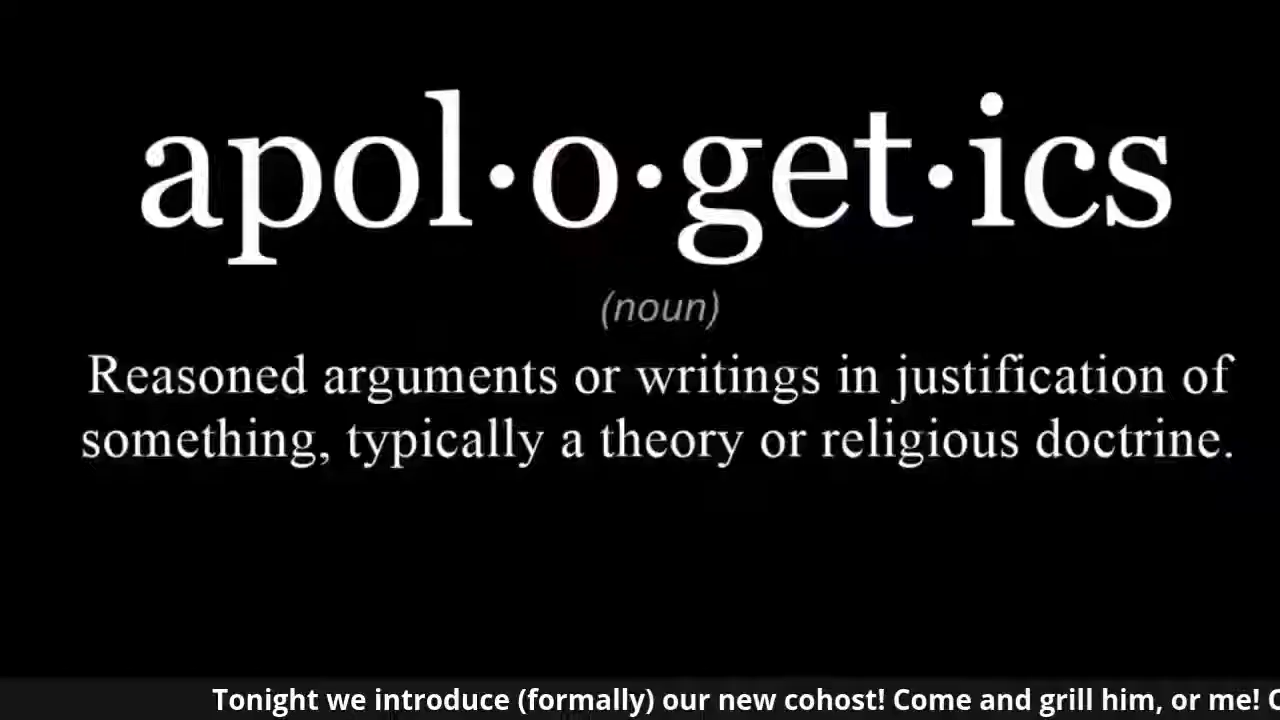 apol·o·get·ics
(noun)
Reasoned arguments or writings in justification of
something, typically a theory or religious doctrine.
Tonight we introduce (formally) our new cohost! Come and grill him, or me!